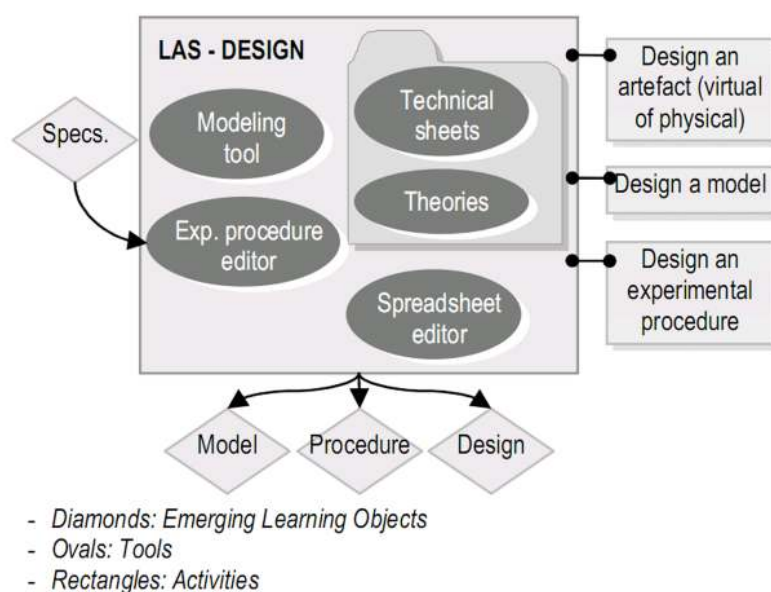 LAS - DESIGN
Specs.
Modeling
tool
Exp. procedure
editor
Technical
sheets
Theories
Spreadsheet
editor
Design an
artefact (virtual
of physical)
Design a model
Design an
experimental
procedure
Model
Procedure
Design
- Diamonds: Emerging Learning Objects
- Ovals: Tools
- Rectangles: Activities